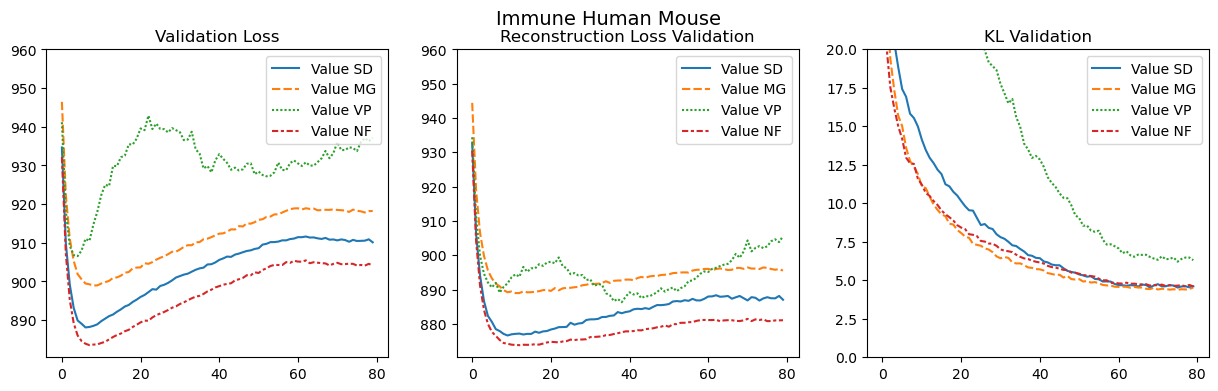 Immune Human Mouse
Validation Loss
960
950
940
930
920
910
900
890
0 20 40 60 80
Value SD
Value MG
Value VP
Value NF
Reconstruction Loss Validation
960
950
940
930
920
910
900
890
880
0 20 40 60 80
Value SD
Value MG
Value VP
Value NF
KL Validation
20.0
17.5
15.0
12.5
10.0
7.5
5.0
2.5
0.0
0 20 40 60 80
Value SD
Value MG
Value VP
Value NF